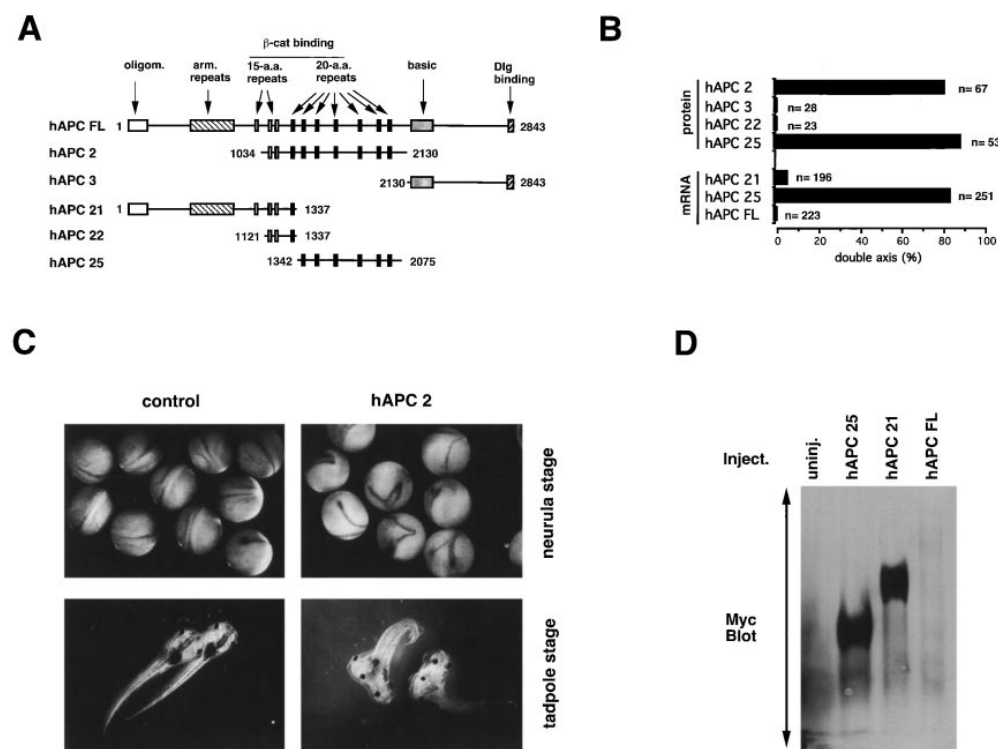 A
β-cat binding
oligom. arm. repeats 15-a.a. repeats 20-a.a. repeats basic Dlg binding
hAPC FL 1 2843
hAPC 2 1034 2130
hAPC 3 2130 2843
hAPC 21 1 1337
hAPC 22 1121 1337
hAPC 25 1342 2075
B
protein
hAPC 2 n= 67
hAPC 3 n= 28
hAPC 22 n= 23
hAPC 25 n= 53
mRNA
hAPC 21 n= 196
hAPC 25 n= 251
hAPC FL n= 223
0 20 40 60 80 100
double axis (%)
C
control hAPC 2
neurula stage
tadpole stage
D
Inject. uninj. hAPC 25 hAPC 21 hAPC FL
Myc
Blot